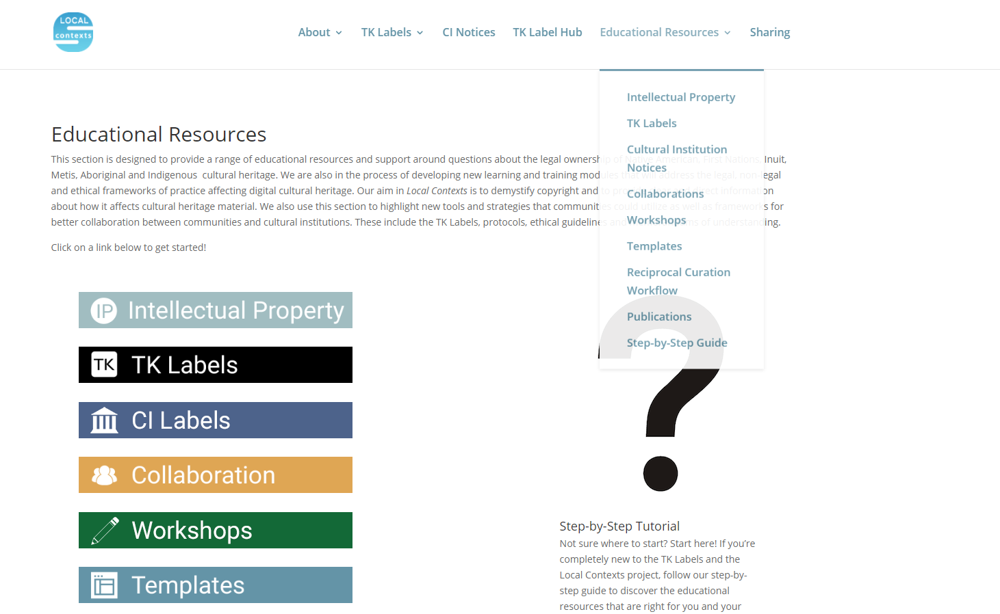 LOCAL
contexts
About
TK Labels
CI Notices
TK Label Hub
Educational Resources
Sharing
Intellectual Property
TK Labels
Cultural Institution
Notices
Collaborations
Workshops
Templates
Reciprocal Curation
Workflow
Publications
Step-by-Step Guide
Educational Resources
This section is designed to provide a range of educational resources and support around questions about the legal ownership of Native American, First Nations, Inuit,
Metis, Aboriginal and Indigenous cultural heritage. We are also in the process of developing new learning and training modules that will address the legal, non-legal
and ethical frameworks of practice affecting digital cultural heritage. Our aim in Local Contexts is to demystify copyright and to provide clear and direct information
about how it affects cultural heritage material. We also use this section to highlight new tools and strategies that communities could utilize as well as frameworks for
better collaboration between communities and cultural institutions. These include the TK Labels, protocols, ethical guidelines and of understanding.
Click on a link below to get started!
IP Intellectual Property
TK TK Labels
CI Labels
Collaboration
Workshops
Templates
?
Step-by-Step Tutorial
Not sure where to start? Start here! If you're
completely new to the TK Labels and the
Local Contexts project, follow our step-by-
step guide to discover the educational
resources that are right for you and your